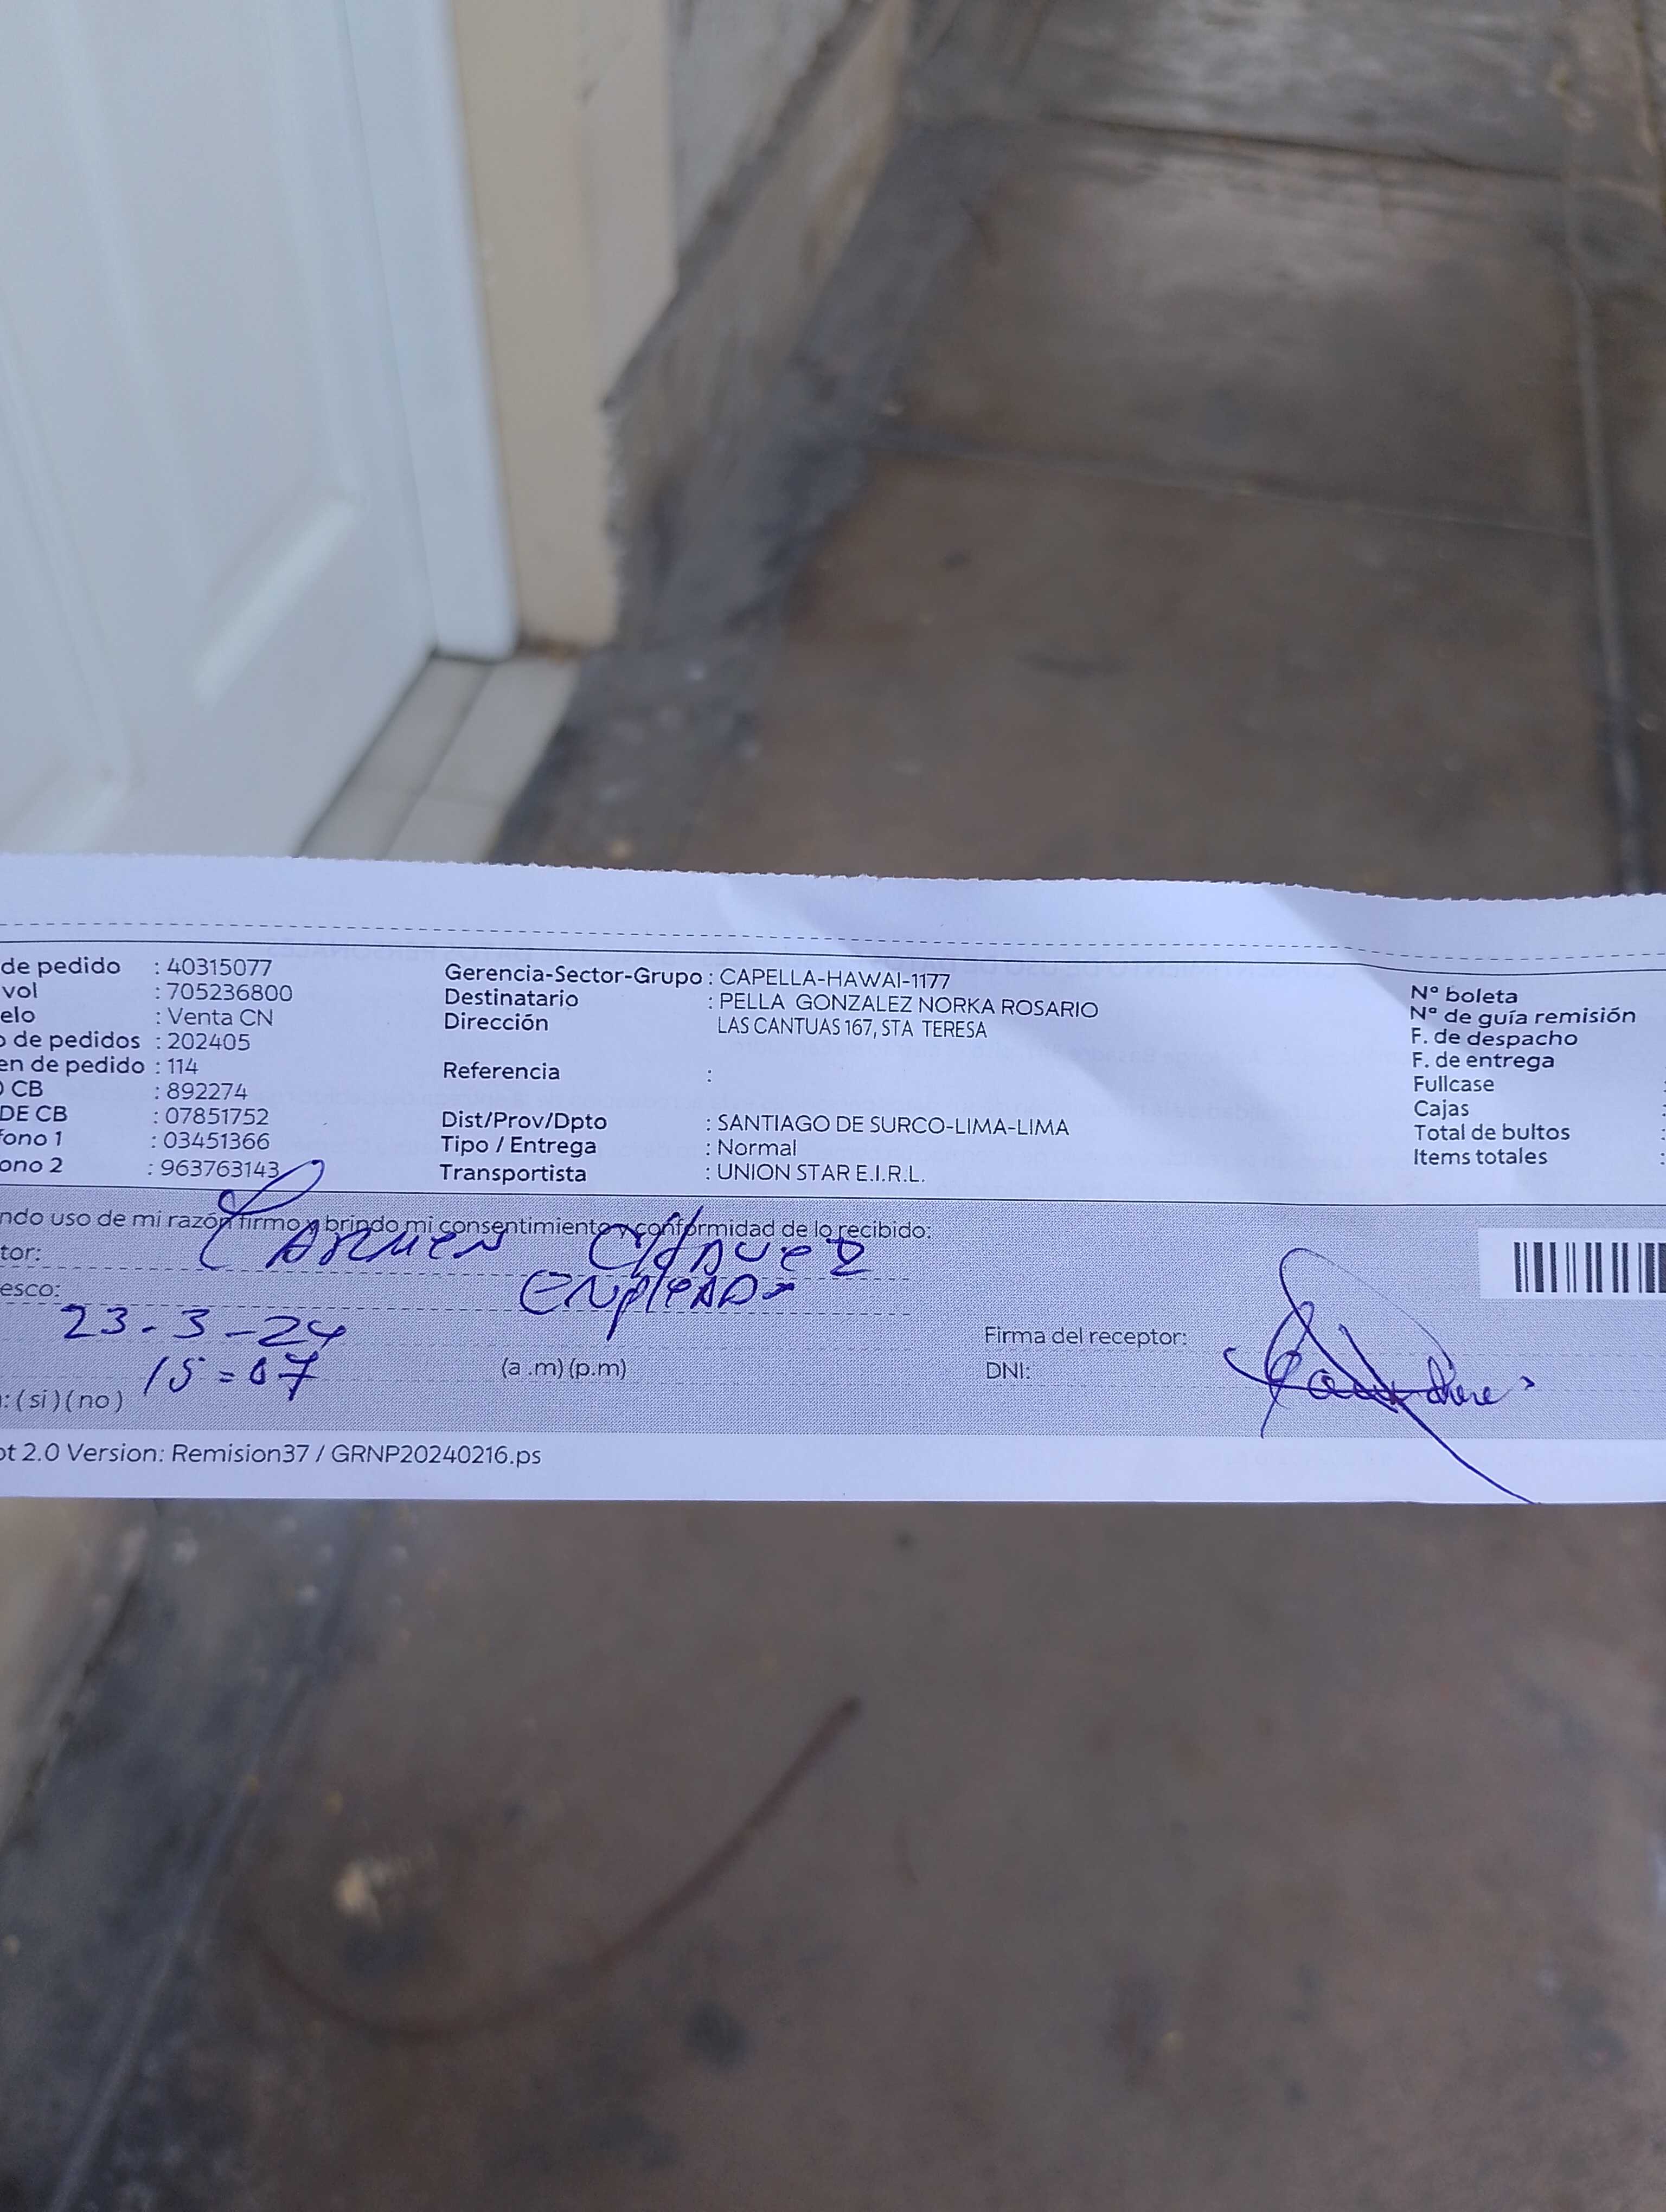 de pedido : 40315077
vol : 705236800
elo : Venta CN
o de pedidos : 202405
en de pedido : 114
O CB : 892274
DE CB : 07851752
fono 1 : 03451366
ono 2 : 963763143
Gerencia-Sector-Grupo : CAPELLA-HAWAI-1177
Destinatario : PELLA GONZALEZ NORKA ROSARIO
Dirección LAS CANTUAS 167, STA TERESA
Referencia :
Dist/Prov/Dpto : SANTIAGO DE SURCO-LIMA-LIMA
Tipo / Entrega : Normal
Transportista : UNION STAR E.I.R.L.
Nº boleta
Nº de guía remisión
F. de despacho
F. de entrega
Fullcase :
Cajas :
Total de bultos :
Items totales :
ndo uso de mi razón firmo y brindo mi consentimiento y conformidad de lo recibido:
tor: CARMEN
esco: EMPLEADA
23-3-24
15:07 (a .m) (p.m)
: ( si ) ( no )
Firma del receptor:
DNI:
ot 2.0 Version: Remision37 / GRNP20240216.ps